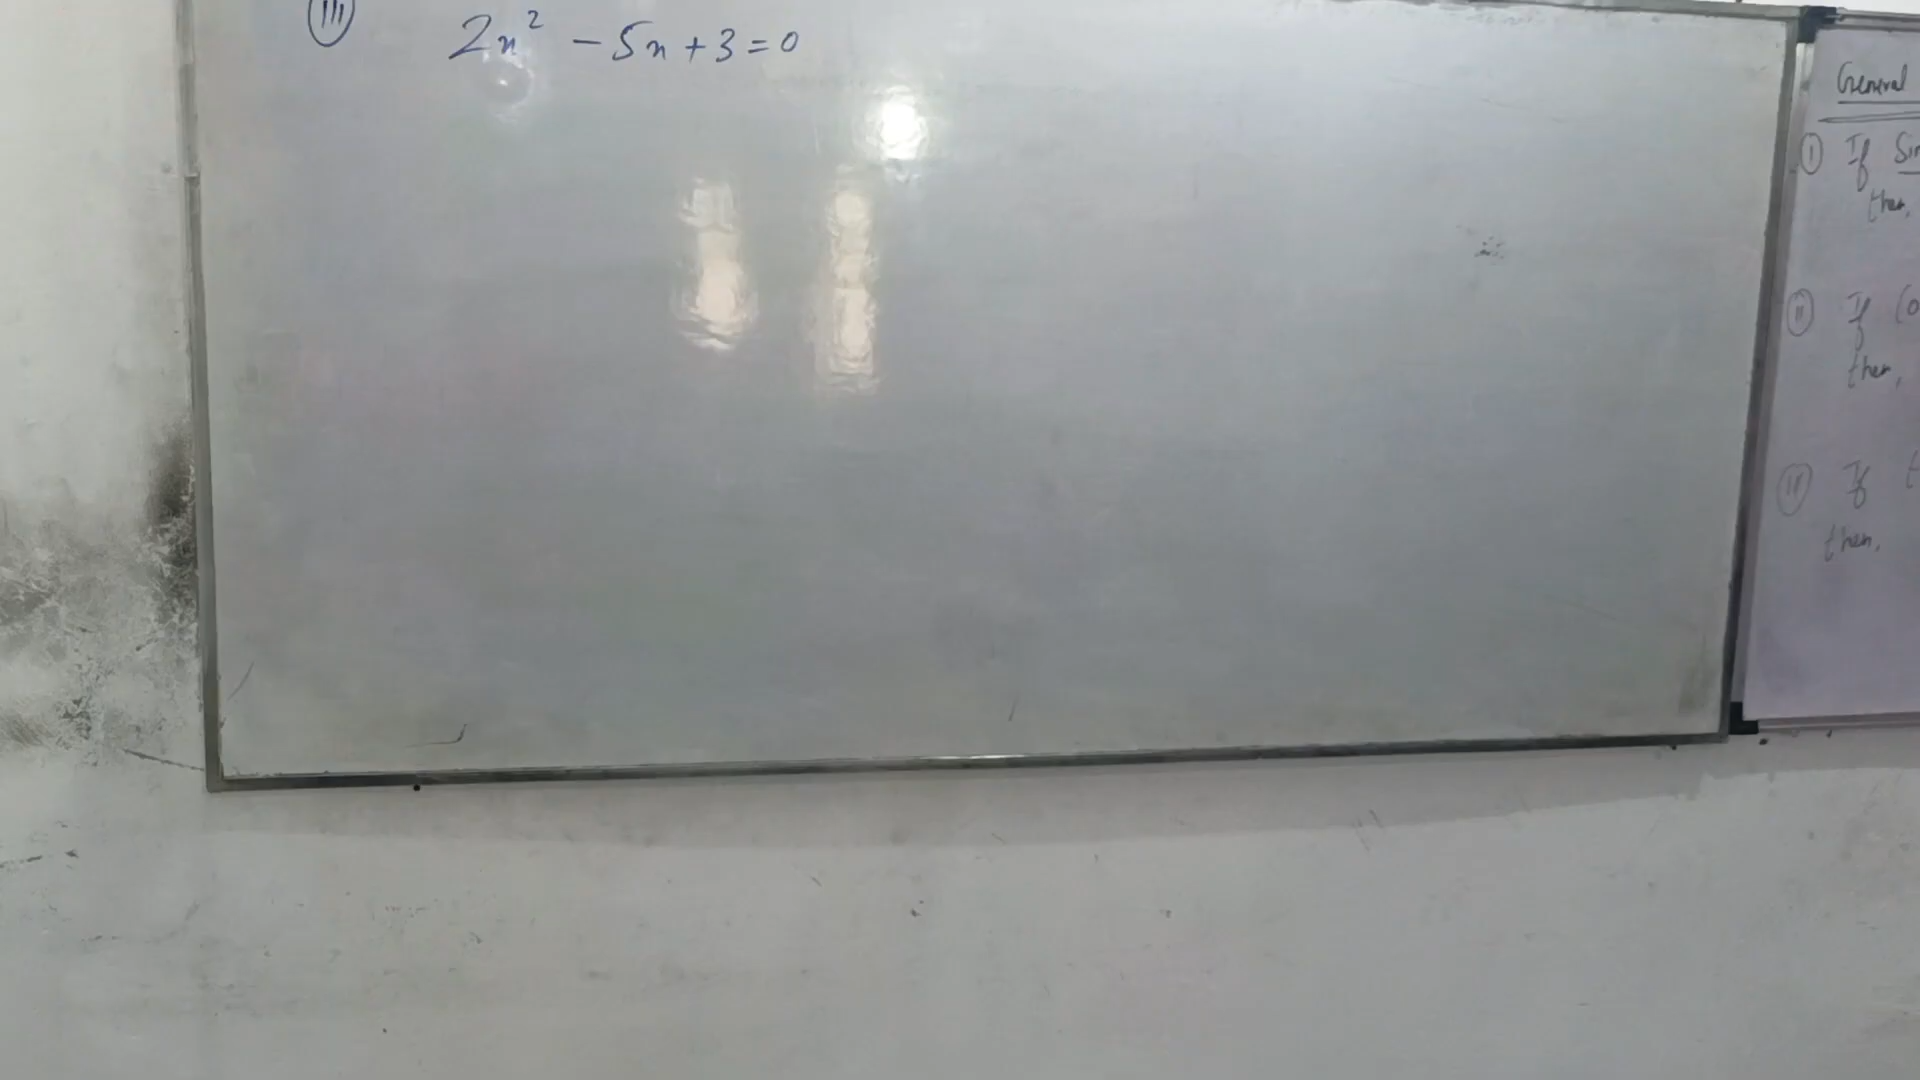 (iii) 2x² - 5x + 3 = 0
General
(i) If
then,
(ii) If
then,
(iii) If
then,